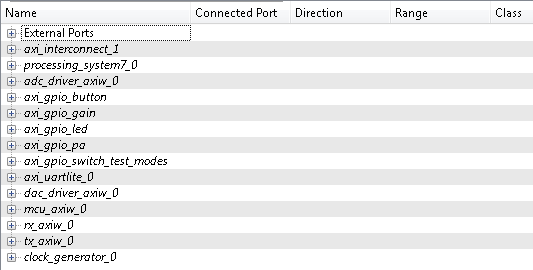 Name Connected Port Direction Range Class
External Ports
axi_interconnect_1
processing_system7_0
adc_driver_axiw_0
axi_gpio_button
axi_gpio_gain
axi_gpio_led
axi_gpio_pa
axi_gpio_switch_test_modes
axi_uartlite_0
dac_driver_axiw_0
mcu_axiw_0
rx_axiw_0
tx_axiw_0
clock_generator_0